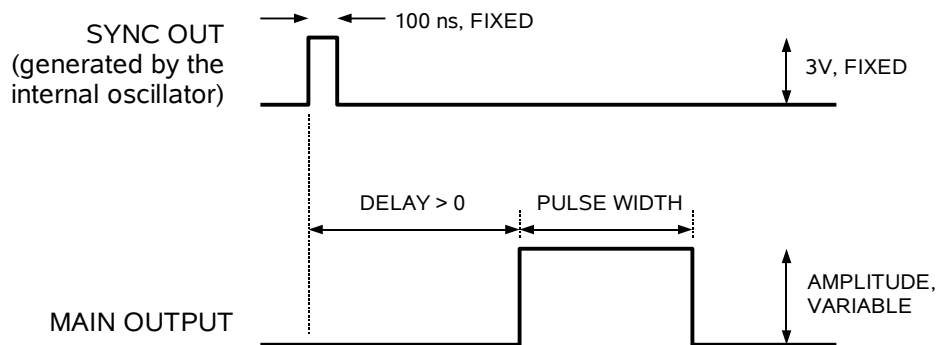 100 ns, FIXED
SYNC OUT
(generated by the
internal oscillator)
3V, FIXED
DELAY > 0
PULSE WIDTH
AMPLITUDE,
VARIABLE
MAIN OUTPUT